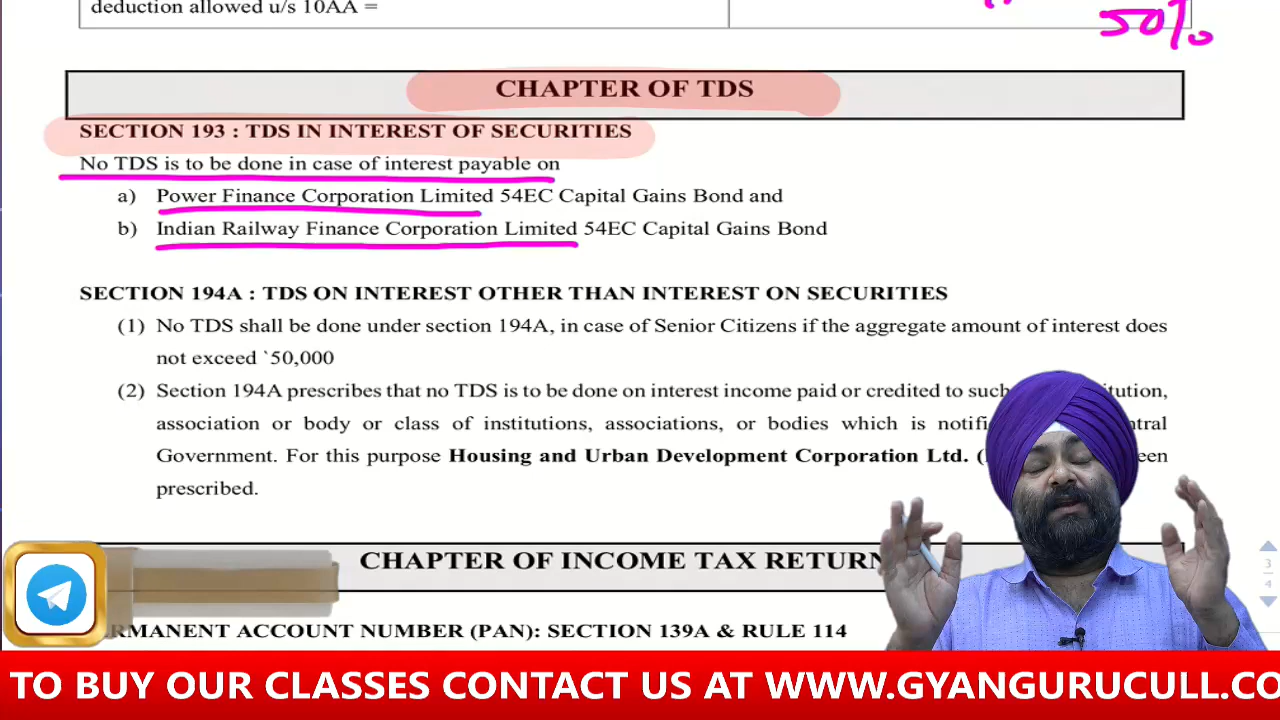 deduction allowed u/s 10AA =
50%
CHAPTER OF TDS
SECTION 193 : TDS IN INTEREST OF SECURITIES
No TDS is to be done in case of interest payable on
a) Power Finance Corporation Limited 54EC Capital Gains Bond and
b) Indian Railway Finance Corporation Limited 54EC Capital Gains Bond
SECTION 194A : TDS ON INTEREST OTHER THAN INTEREST ON SECURITIES
(1) No TDS shall be done under section 194A, in case of Senior Citizens if the aggregate amount of interest does
not exceed `50,000
(2) Section 194A prescribes that no TDS is to be done on interest income paid or credited to such
association or body or class of institutions, associations, or bodies which is
Government. For this purpose Housing and Urban Development Corporation Ltd. (
prescribed.
CHAPTER OF INCOME TAX RETURN
ACCOUNT NUMBER (PAN): SECTION 139A & RULE 114
3
4
TO BUY OUR CLASSES CONTACT US AT WWW.GYANGURUCULL.CO